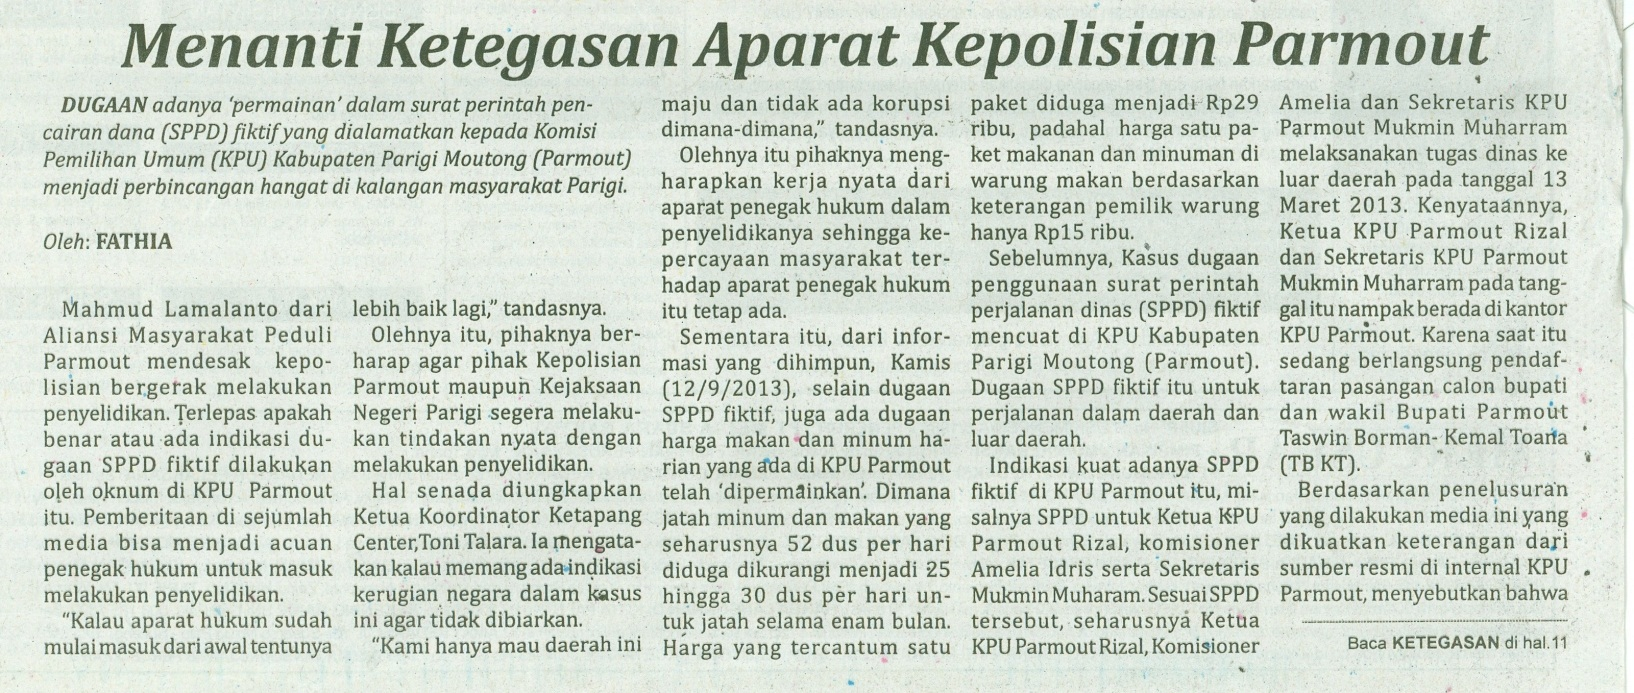 Menanti Ketegasan Aparat Kepolisian Parmout
DUGAAN adanya ‘permainan’ dalam surat perintah pen-
cairan dana (SPPD) fiktif yang dialamatkan kepada Komisi
Pemilihan Umum (KPU) Kabupaten Parigi Moutong (Parmout)
menjadi perbincangan hangat di kalangan masyarakat Parigi.
Oleh: FATHIA
Mahmud Lamalanto dari
Aliansi Masyarakat Peduli
Parmout mendesak kepo-
lisian bergerak melakukan
penyelidikan. Terlepas apakah
benar atau ada indikasi du-
gaan SPPD fiktif dilakukan
oleh oknum di KPU Parmout
itu. Pemberitaan di sejumlah
media bisa menjadi acuan
penegak hukum untuk masuk
melakukan penyelidikan.
“Kalau aparat hukum sudah
mulai masuk dari awal tentunya
lebih baik lagi,” tandasnya.
Olehnya itu, pihaknya ber-
harap agar pihak Kepolisian
Parmout maupun Kejaksaan
Negeri Parigi segera melaku-
kan tindakan nyata dengan
melakukan penyelidikan.
Hal senada diungkapkan
Ketua Koordinator Ketapang
Center,Toni Talara. Ia mengata-
kan kalau memang ada indikasi
kerugian negara dalam kasus
ini agar tidak dibiarkan.
“Kami hanya mau daerah ini
maju dan tidak ada korupsi
dimana-dimana,” tandasnya.
Olehnya itu pihaknya meng-
harapkan kerja nyata dari
aparat penegak hukum dalam
penyelidikanya sehingga ke-
percayaan masyarakat ter-
hadap aparat penegak hukum
itu tetap ada.
Sementara itu, dari infor-
masi yang dihimpun, Kamis
(12/9/2013), selain dugaan
SPPD fiktif, juga ada dugaan
harga makan dan minum ha-
rian yang ada di KPU Parmout
telah ‘dipermainkan’. Dimana
jatah minum dan makan yang
seharusnya 52 dus per hari
diduga dikurangi menjadi 25
hingga 30 dus per hari un-
tuk jatah selama enam bulan.
Harga yang tercantum satu
paket diduga menjadi Rp29
ribu, padahal harga satu pa-
ket makanan dan minuman di
warung makan berdasarkan
keterangan pemilik warung
hanya Rp15 ribu.
Sebelumnya, Kasus dugaan
penggunaan surat perintah
perjalanan dinas (SPPD) fiktif
mencuat di KPU Kabupaten
Parigi Moutong (Parmout).
Dugaan SPPD fiktif itu untuk
perjalanan dalam daerah dan
luar daerah.
Indikasi kuat adanya SPPD
fiktif di KPU Parmout itu, mi-
salnya SPPD untuk Ketua KPU
Parmout Rizal, komisioner
Amelia Idris serta Sekretaris
Mukmin Muharam. Sesuai SPPD
tersebut, seharusnya Ketua
KPU Parmout Rizal, Komisioner
Amelia dan Sekretaris KPU
Parmout Mukmin Muharram
melaksanakan tugas dinas ke
luar daerah pada tanggal 13
Maret 2013. Kenyataannya,
Ketua KPU Parmout Rizal
dan Sekretaris KPU Parmout
Mukmin Muharram pada tang-
gal itu nampak berada di kantor
KPU Parmout. Karena saat itu
sedang berlangsung pendaf-
taran pasangan calon bupati
dan wakil Bupati Parmout
Taswin Borman- Kemal Toana
(TB KT).
Berdasarkan penelusuran
yang dilakukan media ini yang
dikuatkan keterangan dari
sumber resmi di internal KPU
Parmout, menyebutkan bahwa
Baca KETEGASAN di hal.11